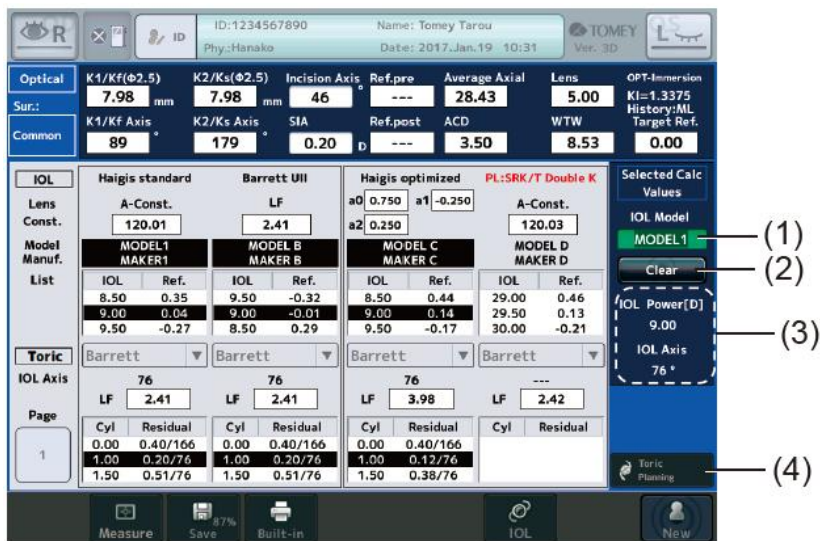 R
ID
ID:1234567890 Name: Tomey Tarou
Phy.:Hanako Date: 2017.Jan.19 10:31
TOMEY
Ver. 3D
OS
L
Optical
Sur.:
Common
K1/Kf(Φ2.5) K2/Ks(Φ2.5) Incision Axis Ref.pre Average Axial Lens OPT-Immersion
7.98 mm 7.98 mm 46 ° --- 28.43 5.00 KI=1.3375
History:ML
K1/Kf Axis K2/Ks Axis SIA Ref.post ACD WTW Target Ref.
89 ° 179 ° 0.20 D --- 3.50 8.53 0.00
IOL Haigis standard Barrett UII Haigis optimized PL:SRK/T Double K
Lens Const. A-Const. LF a0 0.750 a1 -0.250 A-Const.
120.01 2.41 a2 0.250 120.03
Model MODEL1 MODEL B MODEL C MODEL D
Manuf. MAKER1 MAKER B MAKER C MAKER D
List IOL Ref. IOL Ref. IOL Ref. IOL Ref.
8.50 0.35 9.50 -0.32 8.50 0.44 29.00 0.46
9.00 0.04 9.00 -0.01 9.00 0.14 29.50 0.13
9.50 -0.27 8.50 0.29 9.50 -0.17 30.00 -0.21
Toric Barrett Barrett Barrett Barrett
IOL Axis 76 76 76 ---
LF 2.41 LF 2.41 LF 3.98 LF 2.42
Page Cyl Residual Cyl Residual Cyl Residual Cyl Residual
0.00 0.40/166 0.00 0.40/166 0.00 0.40/166
1 1.00 0.20/76 1.00 0.20/76 1.00 0.12/76
1.50 0.51/76 1.50 0.51/76 1.50 0.38/76
Selected Calc
Values
IOL Model
MODEL1 (1)
Clear (2)
IOL Power[D]
9.00 (3)
IOL Axis
76 °
Toric
Planning (4)
Measure Save 87% Built-in IOL New